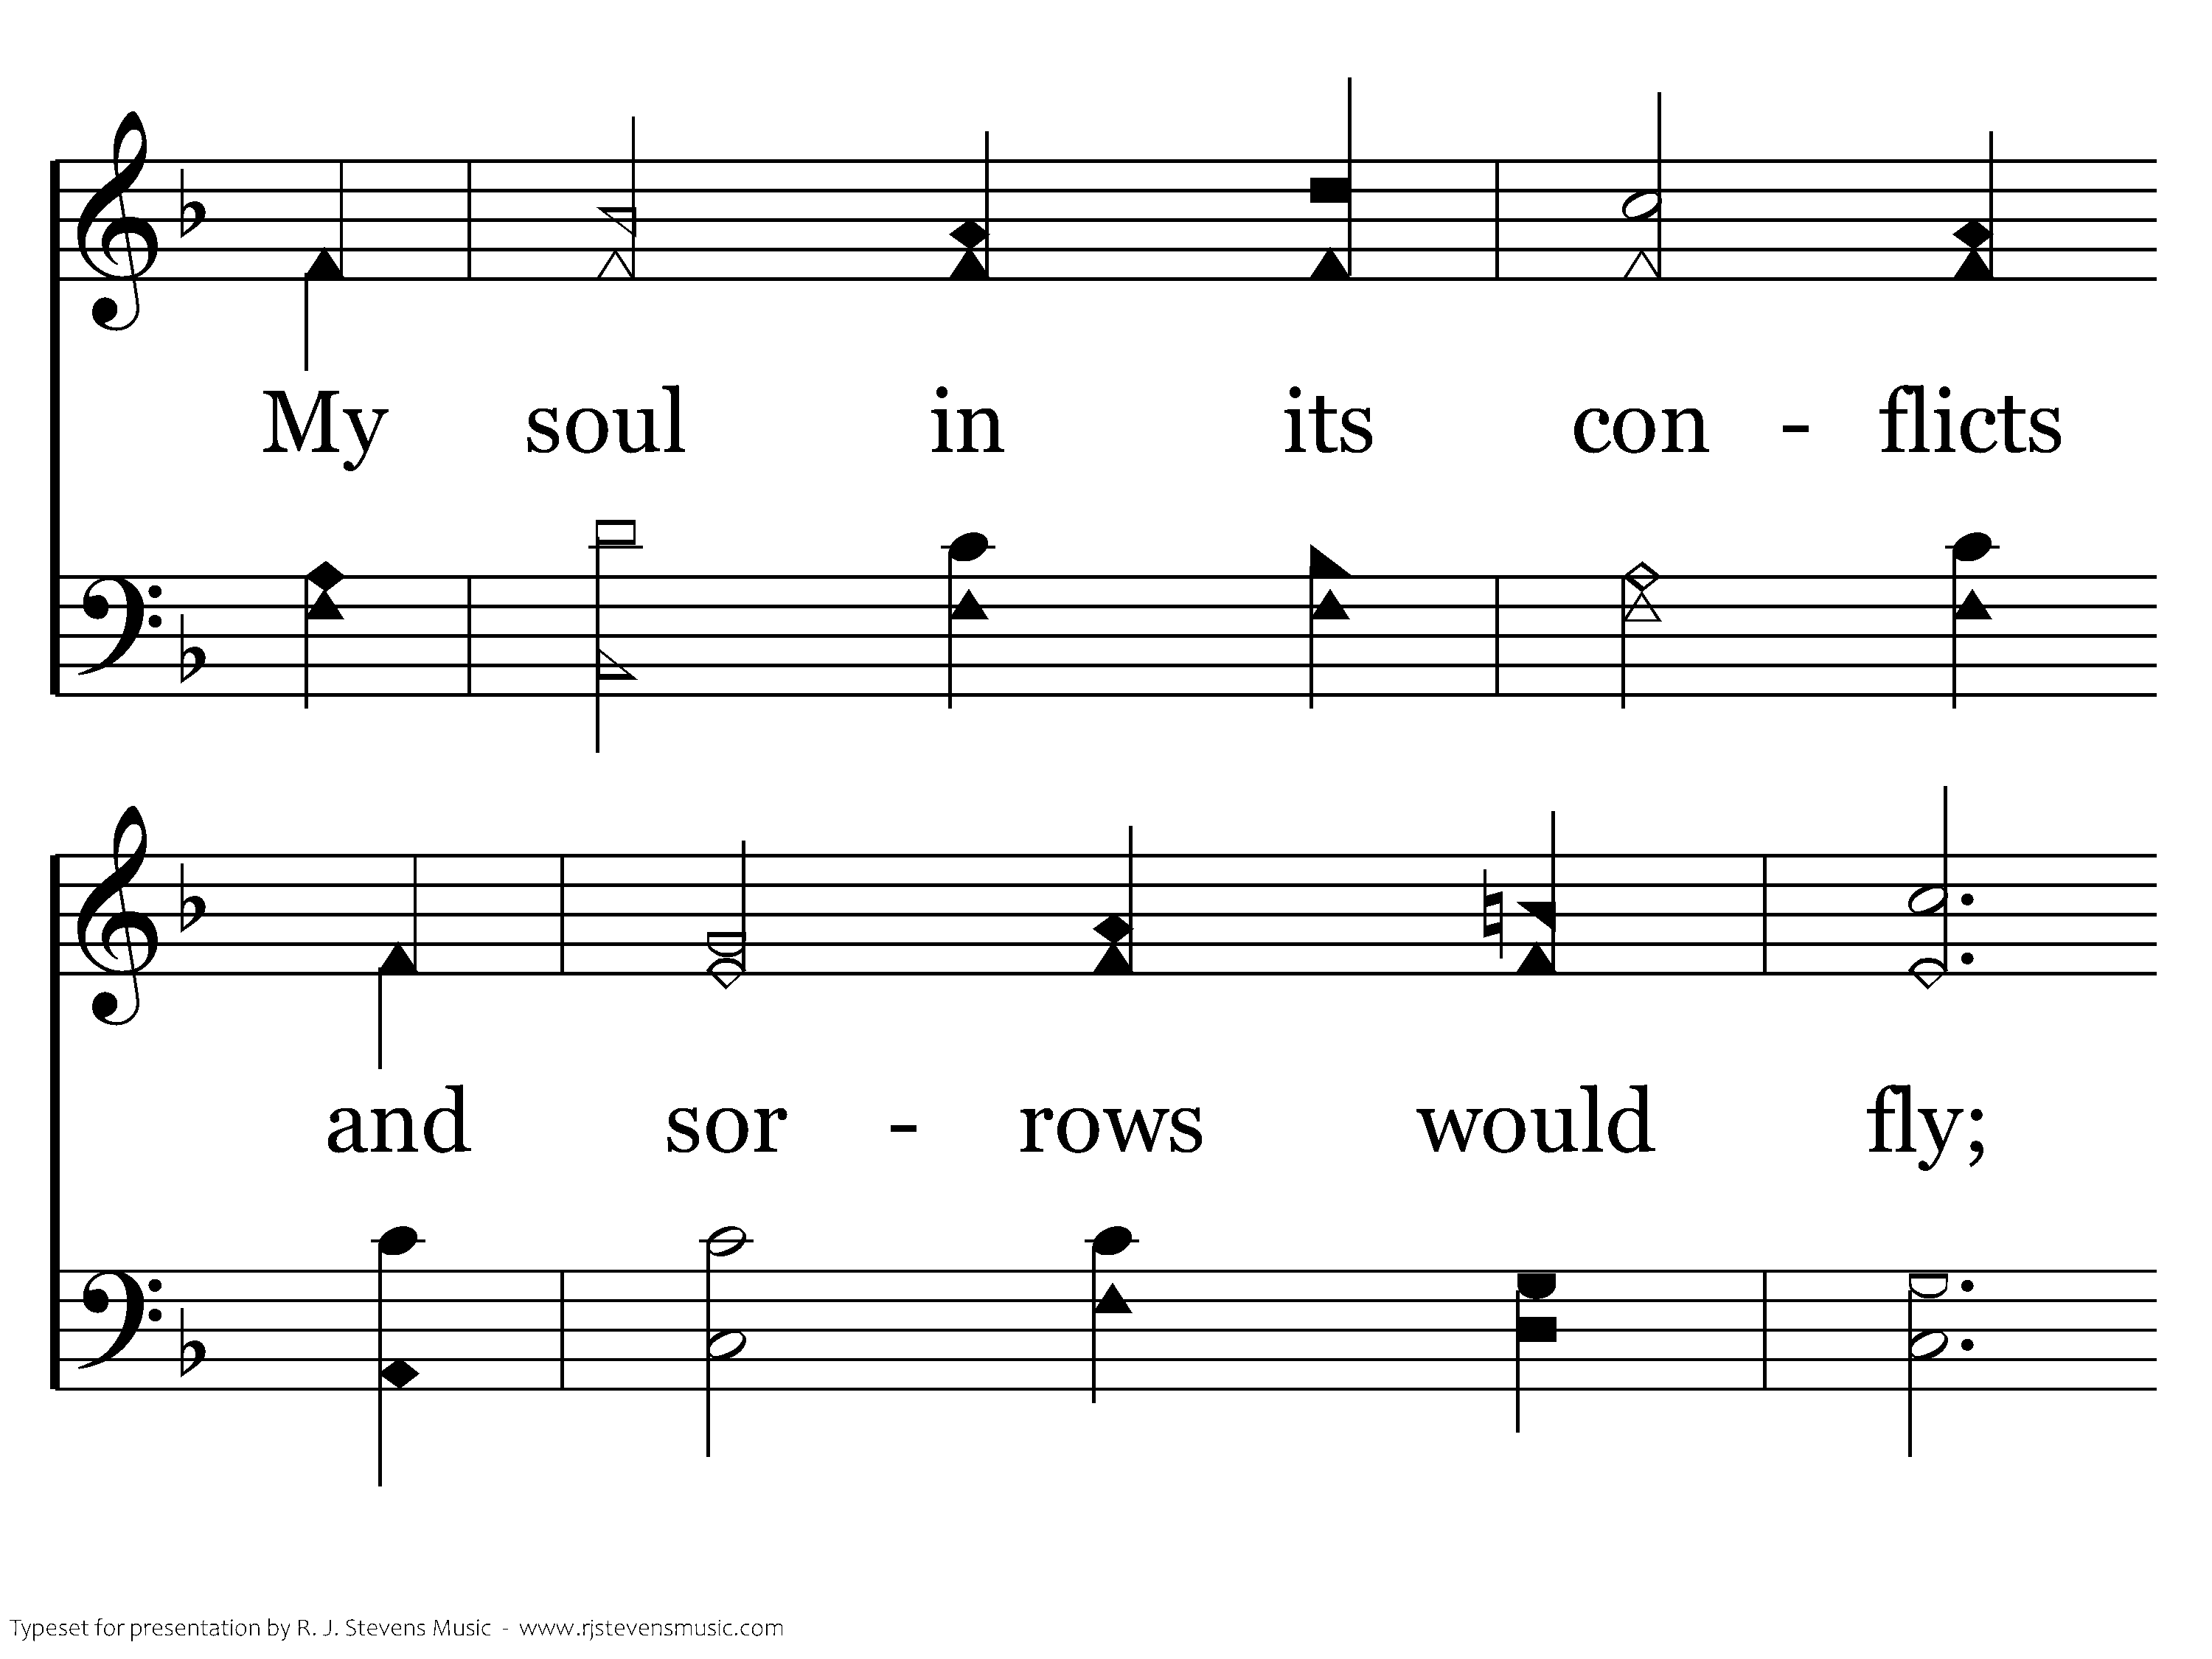 My soul in its con - flicts
and sor - rows would fly;
Typeset for presentation by R. J. Stevens Music - www.rjstevensmusic.com